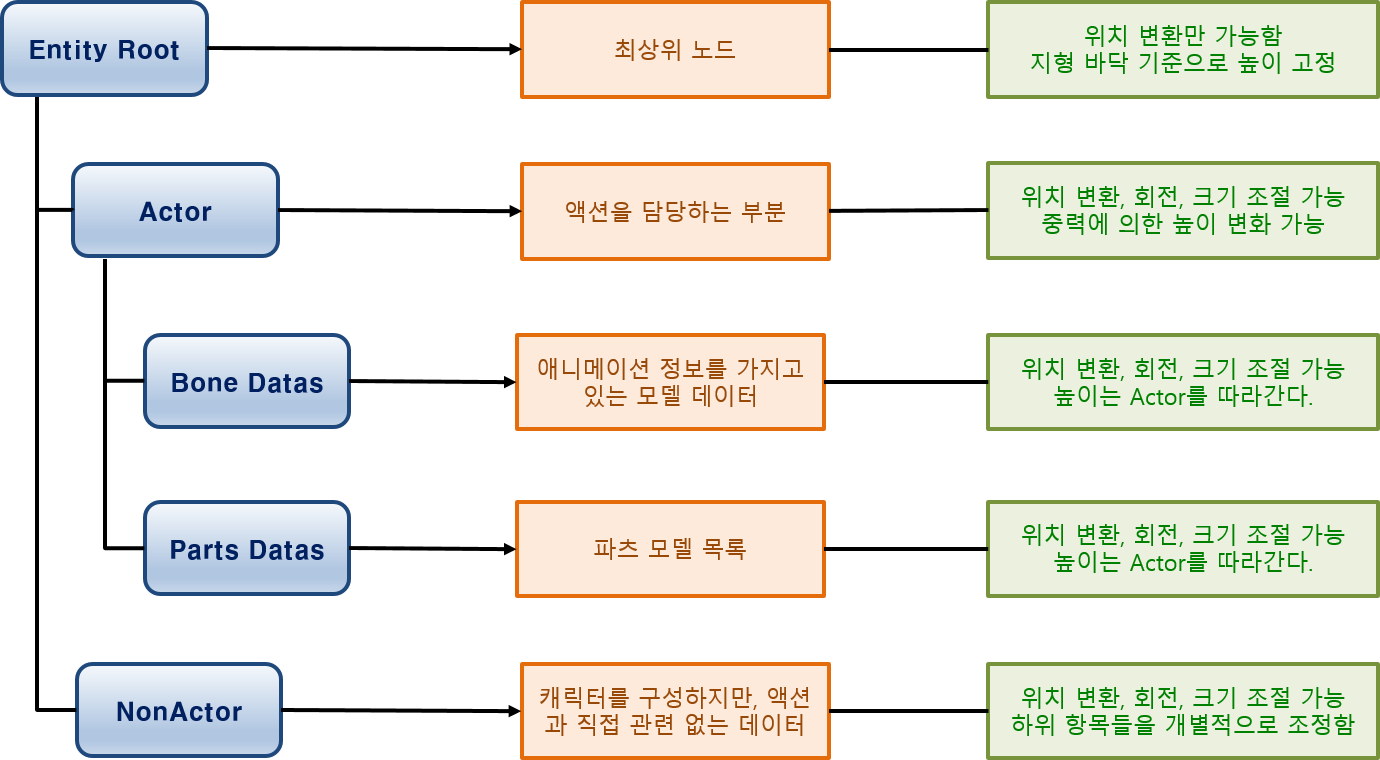 Entity Root
최상위 노드
위치 변환만 가능함
지형 바닥 기준으로 높이 고정
Actor
액션을 담당하는 부분
위치 변환, 회전, 크기 조절 가능
중력에 의한 높이 변화 가능
Bone Datas
애니메이션 정보를 가지고
있는 모델 데이터
위치 변환, 회전, 크기 조절 가능
높이는 Actor를 따라간다.
Parts Datas
파츠 모델 목록
위치 변환, 회전, 크기 조절 가능
높이는 Actor를 따라간다.
NonActor
캐릭터를 구성하지만, 액션
과 직접 관련 없는 데이터
위치 변환, 회전, 크기 조절 가능
하위 항목들을 개별적으로 조정함